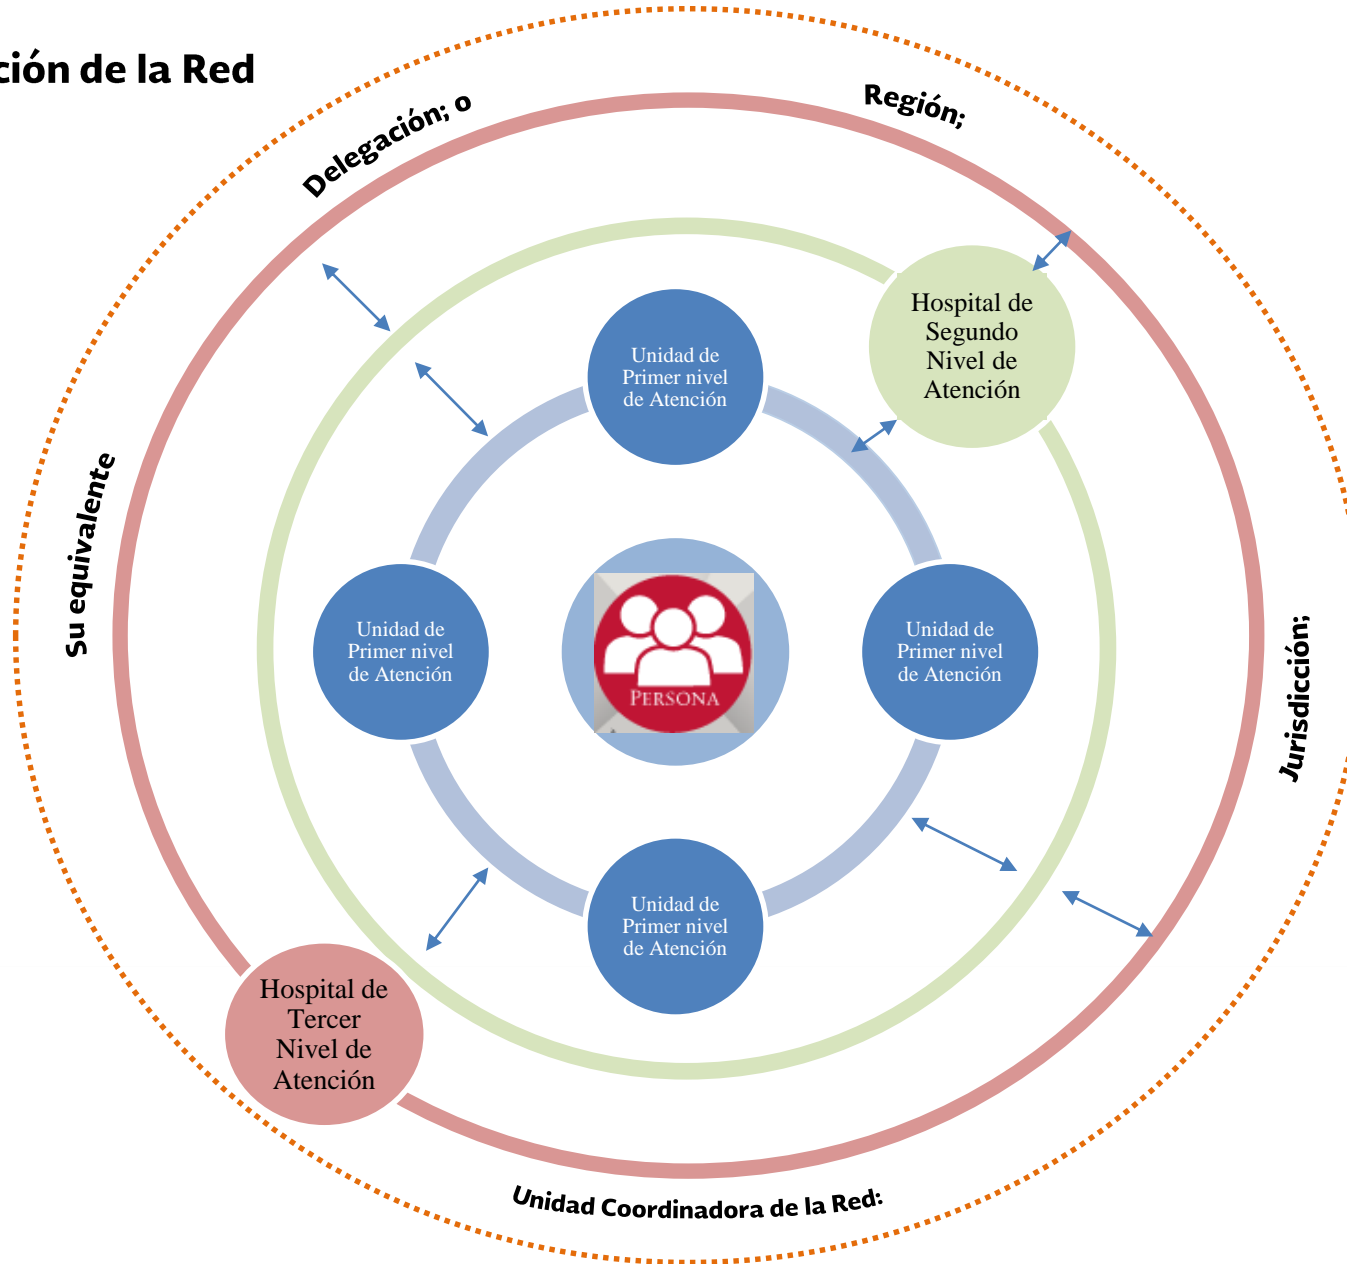 ción de la Red
Delegación; o
Región;
Hospital de
Segundo
Nivel de
Atención
Unidad de
Primer nivel
de Atención
Su equivalente
Unidad de
Primer nivel
de Atención
PERSONA
Unidad de
Primer nivel
de Atención
Jurisdicción;
Unidad de
Primer nivel
de Atención
Hospital de
Tercer
Nivel de
Atención
Unidad Coordinadora de la Red: